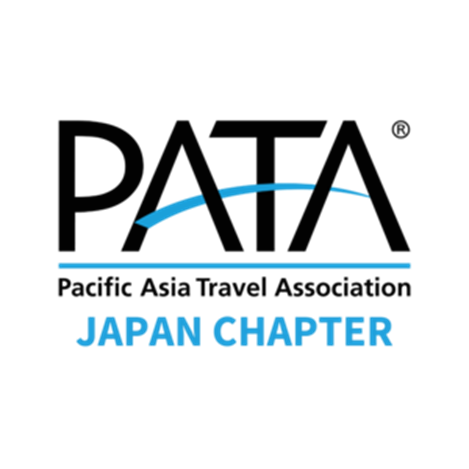 PATA®
Pacific Asia Travel Association
JAPAN CHAPTER